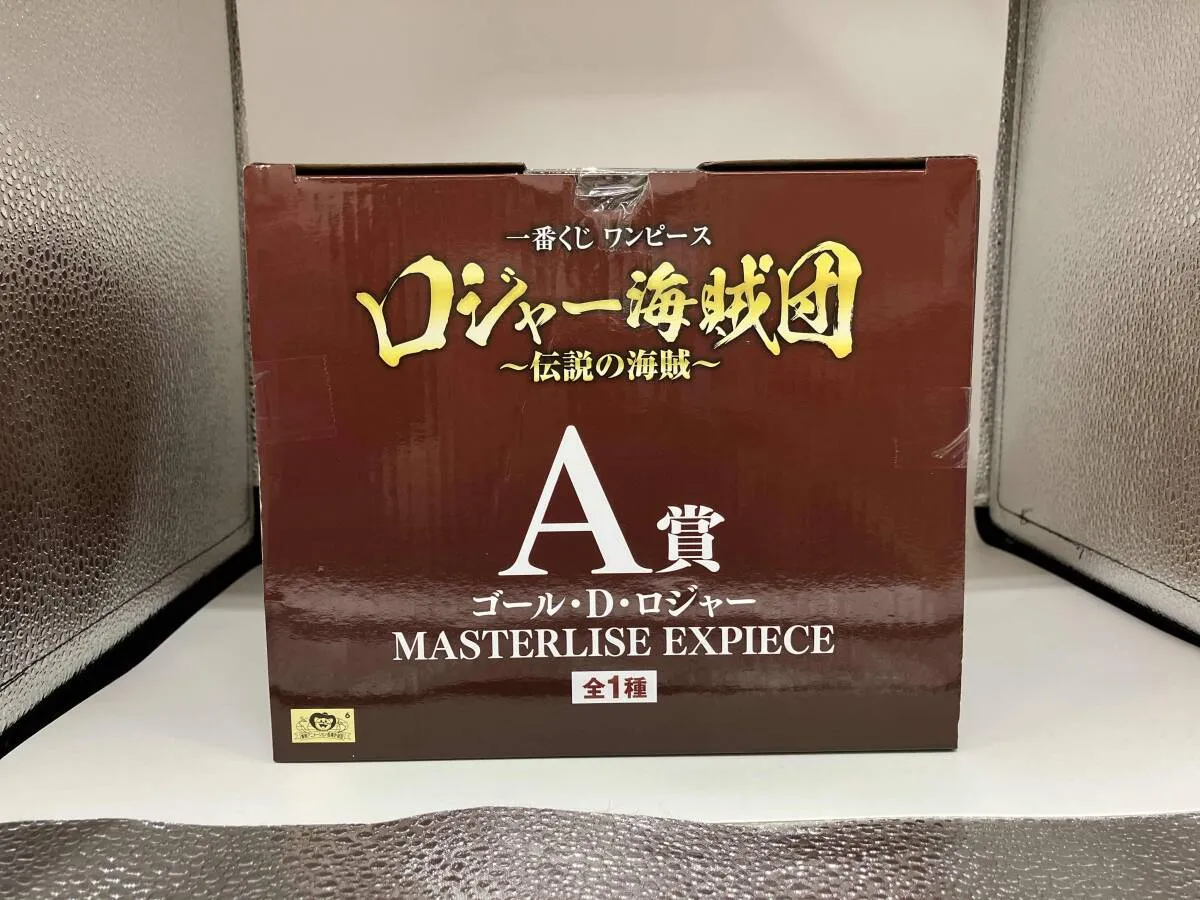 一番くじ ワンピース
ロジャー海賊団
～伝説の海賊～
A賞
ゴール・D・ロジャー
MASTERLISE EXPIECE
全1種
6